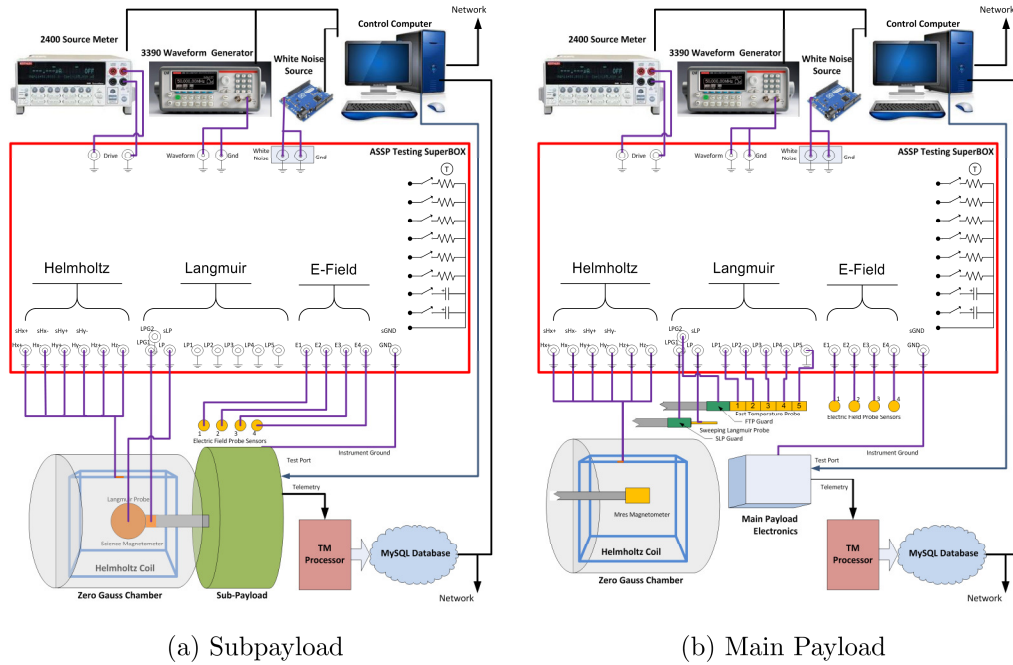 Network
Control Computer
2400 Source Meter
3390 Waveform Generator
White Noise
Source
OFF
Drive
Waveform
Gnd
White
Noise
Gnd
ASSP Testing SuperBOX
T
Helmholtz
Langmuir
E-Field
sHx+ sHx- sHy+ sHy- LPG2 sLP sGND
Hx+ Hx- Hy+ Hy- Hz+ Hz- LPG1 LP LP1 LP2 LP3 LP4 LP5 E1 E2 E3 E4 GND
1 2 3 4
Electric Field Probe Sensors
Instrument Ground
Test Port
Telemetry
Langmuir Probe
Science Magnetometer
Helmholtz Coil
Zero Gauss Chamber
Sub-Payload
TM
Processor
MySQL Database
Network
(a) Subpayload
Network
Control Computer
2400 Source Meter
3390 Waveform Generator
White Noise
Source
OFF
Drive
Waveform
Gnd
White
Noise
Gnd
ASSP Testing SuperBOX
T
Helmholtz
Langmuir
E-Field
sHx+ sHx- sHy+ sHy- LPG2 sLP sGND
Hx+ Hx- Hy+ Hy- Hz+ Hz- LPG1 LP LP1 LP2 LP3 LP4 LP5 E1 E2 E3 E4 GND
1 2 3 4 5
Fast Temperature Probe
FTP Guard
1 2 3 4
Electric Field Probe Sensors
Sweeping Langmuir Probe
SLP Guard
Instrument Ground
Test Port
Telemetry
Mres Magnetometer
Helmholtz Coil
Zero Gauss Chamber
Main Payload
Electronics
TM
Processor
MySQL Database
Network
(b) Main Payload